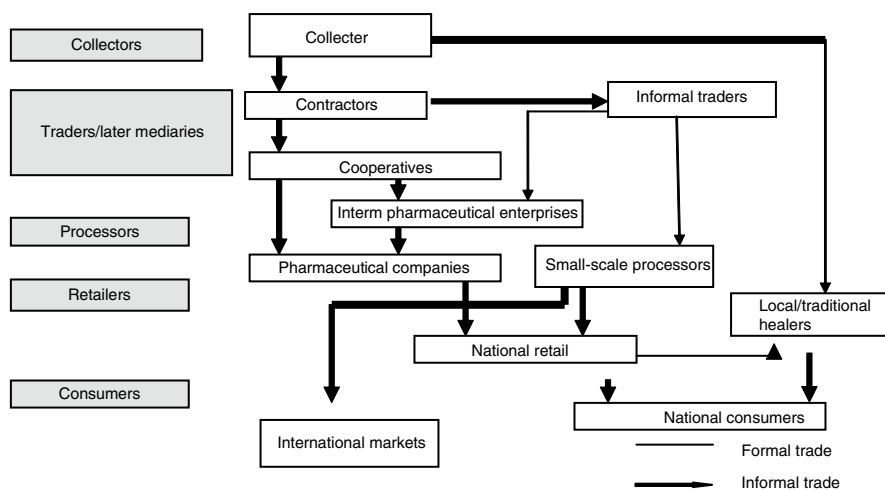 Collectors
Collecter
Contractors
Informal traders
Traders/later mediaries
Cooperatives
Interm pharmaceutical enterprises
Processors
Pharmaceutical companies
Small-scale processors
Retailers
Local/traditional
healers
National retail
Consumers
National consumers
International markets
Formal trade
Informal trade